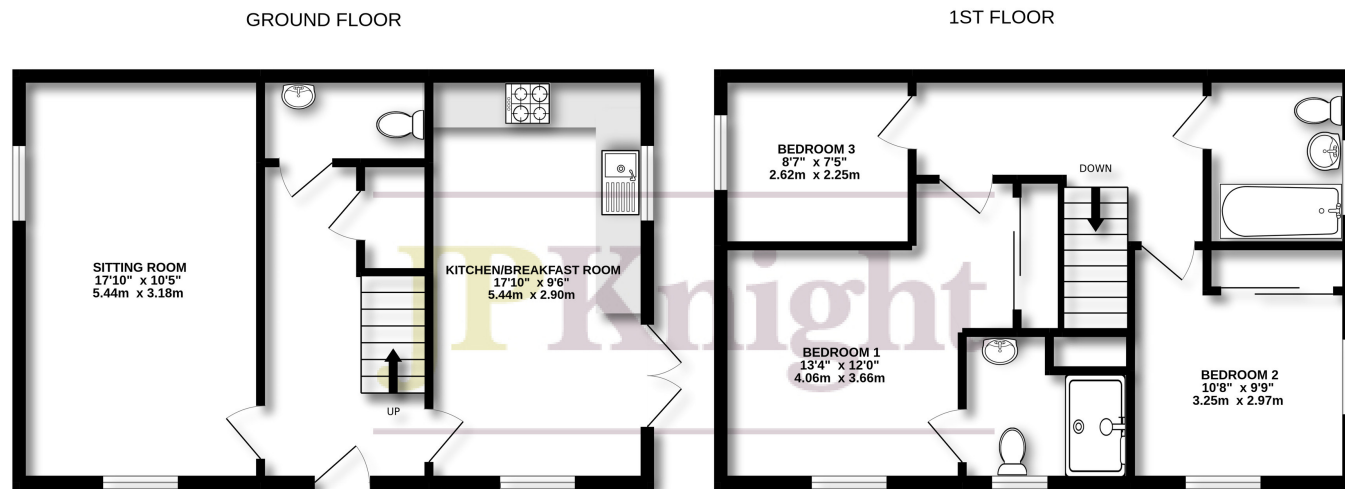 GROUND FLOOR
1ST FLOOR
SITTING ROOM
17'10" x 10'5"
5.44m x 3.18m
KITCHEN/BREAKFAST ROOM
17'10" x 9'6"
5.44m x 2.90m
UP
BEDROOM 3
8'7" x 7'5"
2.62m x 2.25m
DOWN
BEDROOM 1
13'4" x 12'0"
4.06m x 3.66m
BEDROOM 2
10'8" x 9'9"
3.25m x 2.97m
JPKnight